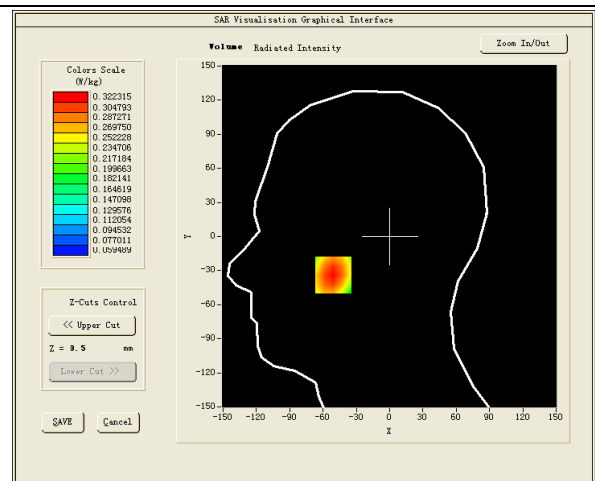 SAR Visualisation Graphical Interface
Volume Radiated Intensity
Zoom In/Out
Colors Scale
(W/kg)
0.322315
0.304793
0.287271
0.269750
0.252228
0.234706
0.217184
0.199663
0.182141
0.164619
0.147098
0.129576
0.112054
0.094532
0.077011
0.059489
Z-Cuts Control
<< Upper Cut
Z = 0.5 mm
Lower Cut >>
SAVE
Cancel
150
120
90
60
30
0
-30
-60
-90
-120
-150
Y
-150 -120 -90 -60 -30 0 30 60 90 120 150
X